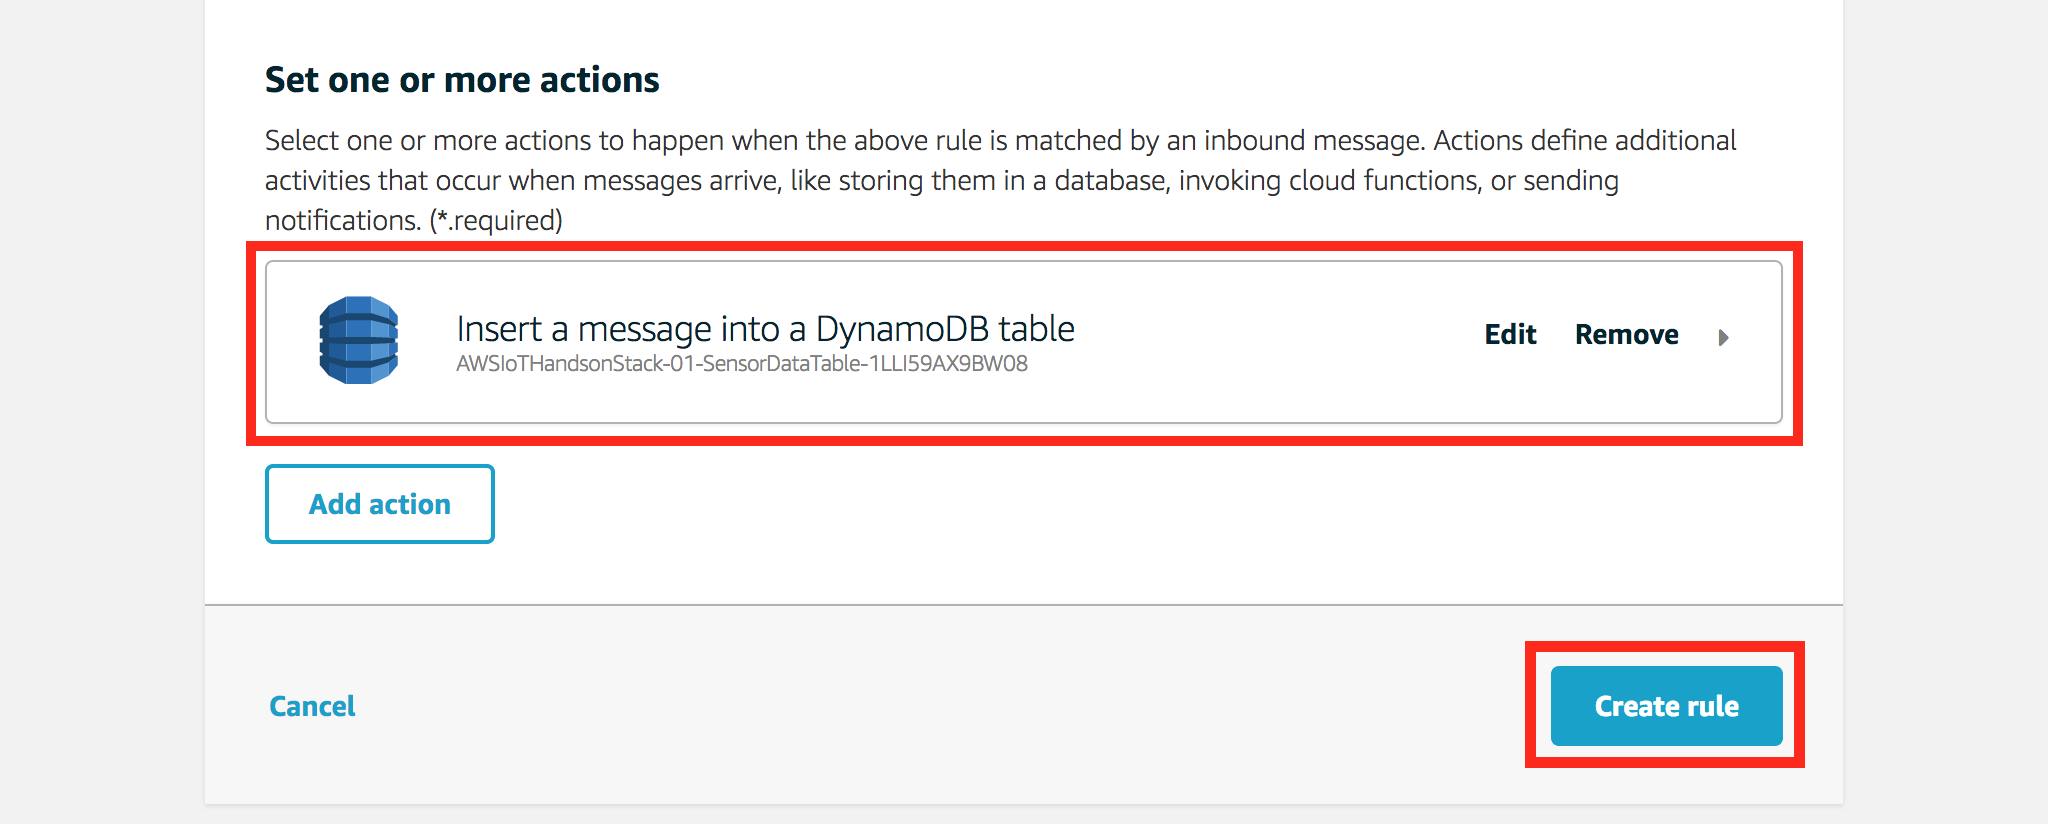 Set one or more actions
Select one or more actions to happen when the above rule is matched by an inbound message. Actions define additional
activities that occur when messages arrive, like storing them in a database, invoking cloud functions, or sending
notifications. (*.required)
Insert a message into a DynamoDB table
AWSIoTHandsonStack-01-SensorDataTable-1LLI59AX9BW08
Edit Remove
Add action
Cancel
Create rule